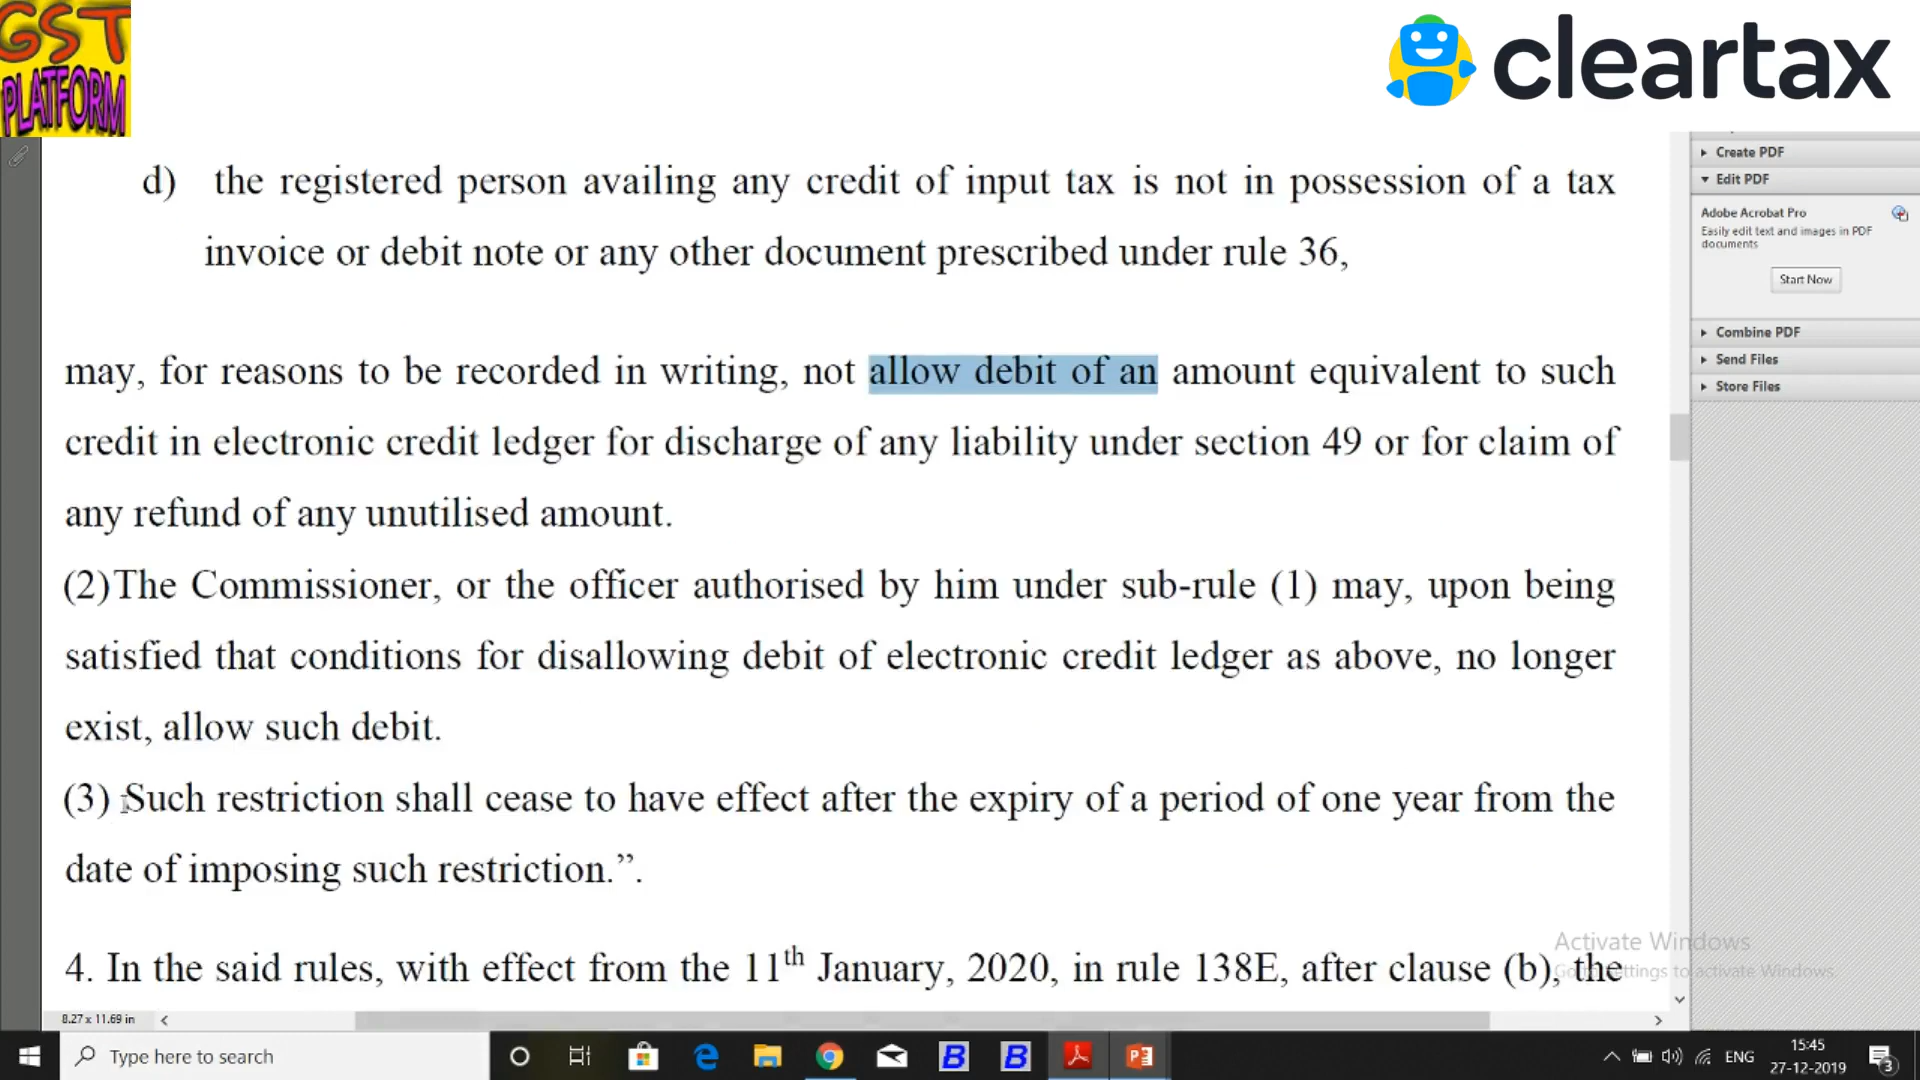 GST
PLATFORM
cleartax
d) the registered person availing any credit of input tax is not in possession of a tax
invoice or debit note or any other document prescribed under rule 36,
may, for reasons to be recorded in writing, not allow debit of an amount equivalent to such
credit in electronic credit ledger for discharge of any liability under section 49 or for claim of
any refund of any unutilised amount.
(2)The Commissioner, or the officer authorised by him under sub-rule (1) may, upon being
satisfied that conditions for disallowing debit of electronic credit ledger as above, no longer
exist, allow such debit.
(3) Such restriction shall cease to have effect after the expiry of a period of one year from the
date of imposing such restriction.”.
4. In the said rules, with effect from the 11th January, 2020, in rule 138E, after clause (b), the
Create PDF
Edit PDF
Adobe Acrobat Pro
Easily edit text and images in PDF
documents
Start Now
Combine PDF
Send Files
Store Files
Activate Windows
Go to Settings to activate Windows.
8.27 x 11.69 in
Type here to search
B
B
ENG
15:45
27-12-2019
3